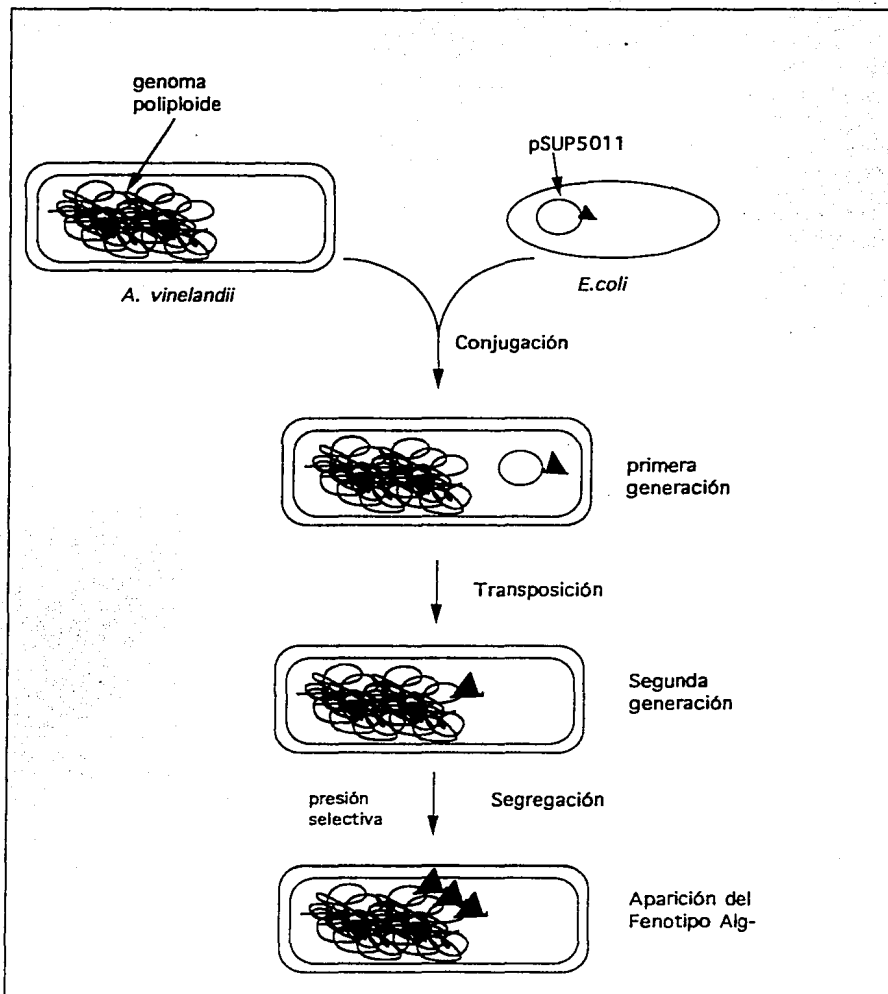 genoma
poliploide
pSUP5011
A. vinelandii
E.coli
Conjugación
primera
generación
Transposición
Segunda
generación
presión
selectiva
Segregación
Aparición del
Fenotipo Alg-